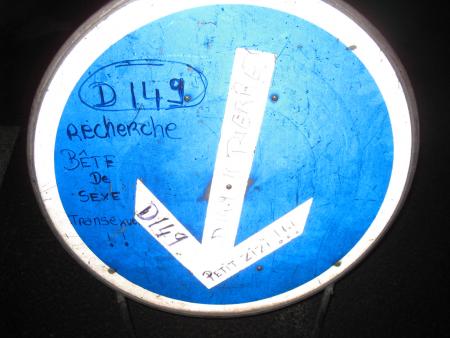 D149
RECHERCHE
BÊTE
De
SEXE
D149
PETIT-ZIZI !!!